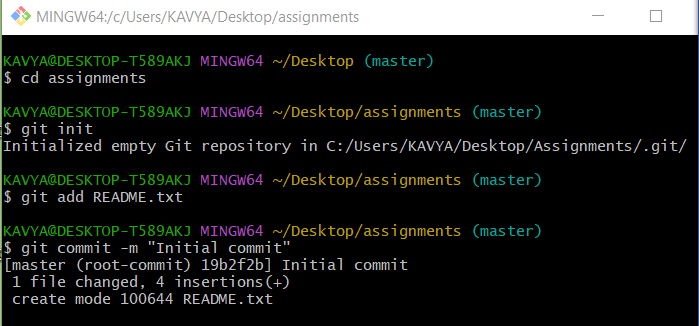 MINGW64:/c/Users/KAVYA/Desktop/assignments
KAVYA@DESKTOP-T589AKJ MINGW64 ~/Desktop (master)
$ cd assignments
KAVYA@DESKTOP-T589AKJ MINGW64 ~/Desktop/assignments (master)
$ git init
Initialized empty Git repository in C:/Users/KAVYA/Desktop/Assignments/.git/
KAVYA@DESKTOP-T589AKJ MINGW64 ~/Desktop/assignments (master)
$ git add README.txt
KAVYA@DESKTOP-T589AKJ MINGW64 ~/Desktop/assignments (master)
$ git commit -m "Initial commit"
[master (root-commit) 19b2f2b] Initial commit
1 file changed, 4 insertions(+)
create mode 100644 README.txt